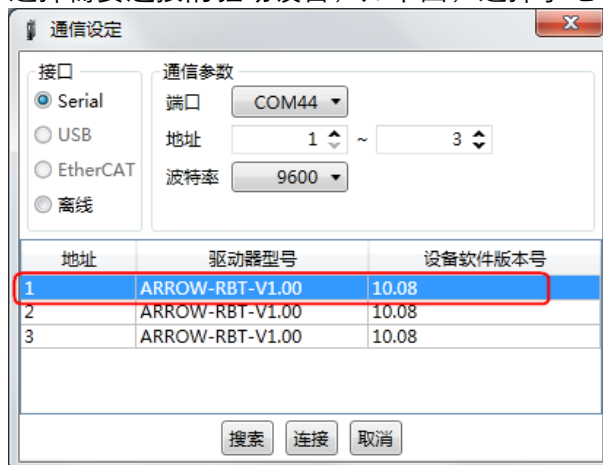 通信设定
接口
通信参数
Serial
端口 COM44
USB
地址 1 ~ 3
EtherCAT
波特率 9600
离线
地址 驱动器型号 设备软件版本号
1 ARROW-RBT-V1.00 10.08
2 ARROW-RBT-V1.00 10.08
3 ARROW-RBT-V1.00 10.08
搜索 连接 取消